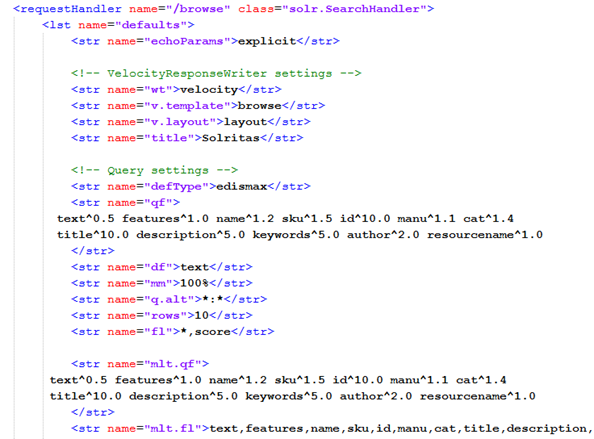 <requestHandler name="/browse" class="solr.SearchHandler">
<lst name="defaults">
<str name="echoParams">explicit</str>
<!-- VelocityResponseWriter settings -->
<str name="wt">velocity</str>
<str name="v.template">browse</str>
<str name="v.layout">layout</str>
<str name="title">Solritas</str>
<!-- Query settings -->
<str name="defType">edismax</str>
<str name="qf">
text^0.5 features^1.0 name^1.2 sku^1.5 id^10.0 manu^1.1 cat^1.4
title^10.0 description^5.0 keywords^5.0 author^2.0 resourcename^1.0
</str>
<str name="df">text</str>
<str name="mm">100%</str>
<str name="q.alt">*:*</str>
<str name="rows">10</str>
<str name="fl">*,score</str>
<str name="mlt.qf">
text^0.5 features^1.0 name^1.2 sku^1.5 id^10.0 manu^1.1 cat^1.4
title^10.0 description^5.0 keywords^5.0 author^2.0 resourcename^1.0
</str>
<str name="mlt.fl">text,features,name,sku,id,manu,cat,title,description,